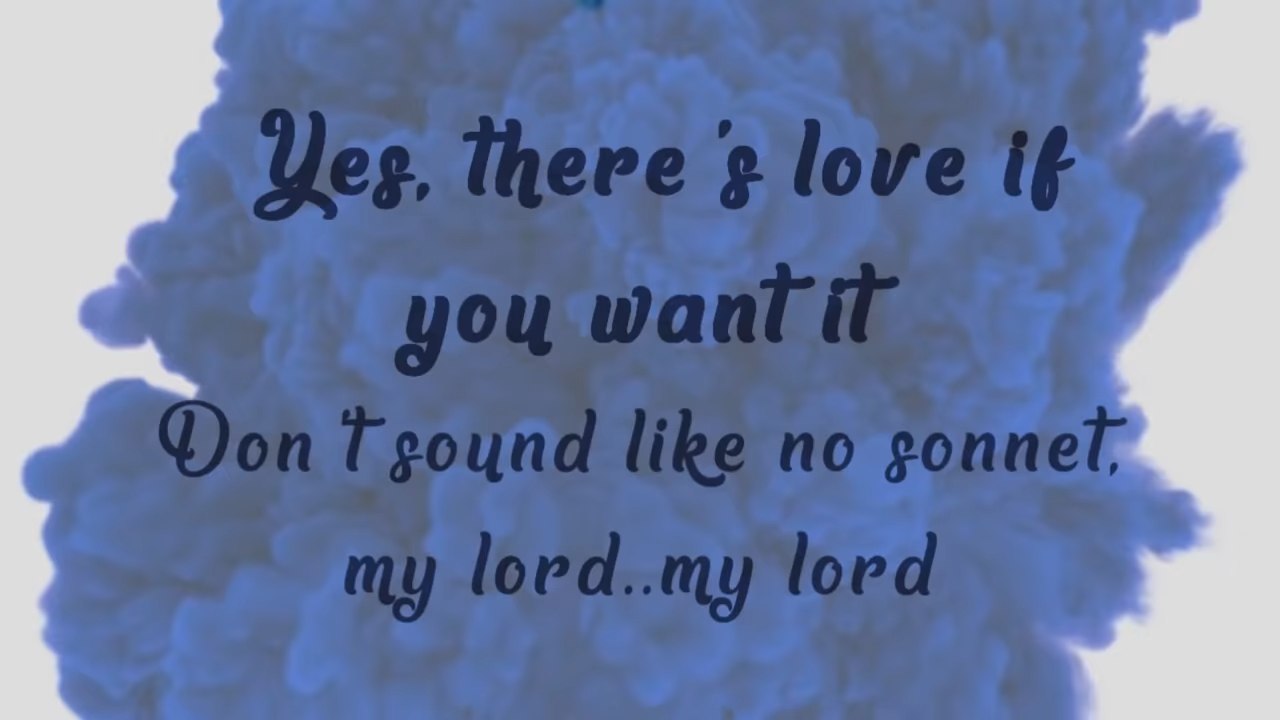 Yes, there's love if
you want it
Don't sound like no sonnet,
my lord..my lord